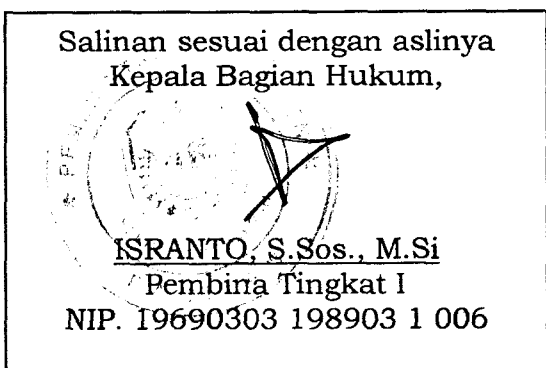 Salinan sesuai dengan aslinya
Kepala Bagian Hukum,
ISRANTO, S.Sos., M.Si
Pembina Tingkat I
NIP. 19690303 198903 1 006